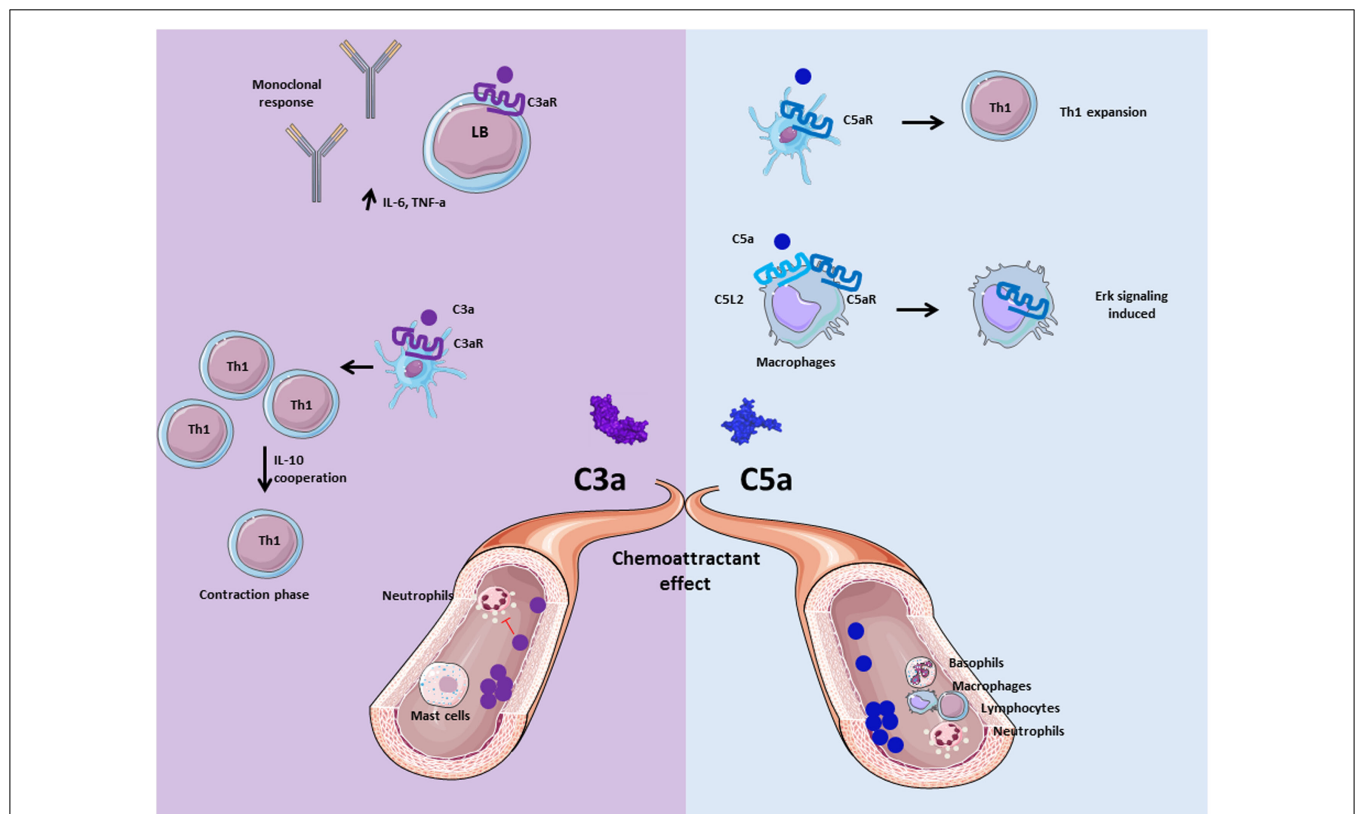 Monoclonal
response
C3aR
LB
IL-6, TNF-a
C3a
C3aR
Th1
Th1
Th1
IL-10
cooperation
Th1
Contraction phase
C5aR
Th1
Th1 expansion
C5a
C5L2
C5aR
Macrophages
Erk signaling
induced
C3a
C5a
Chemoattractant
effect
Neutrophils
Mast cells
Basophils
Macrophages
Lymphocytes
Neutrophils